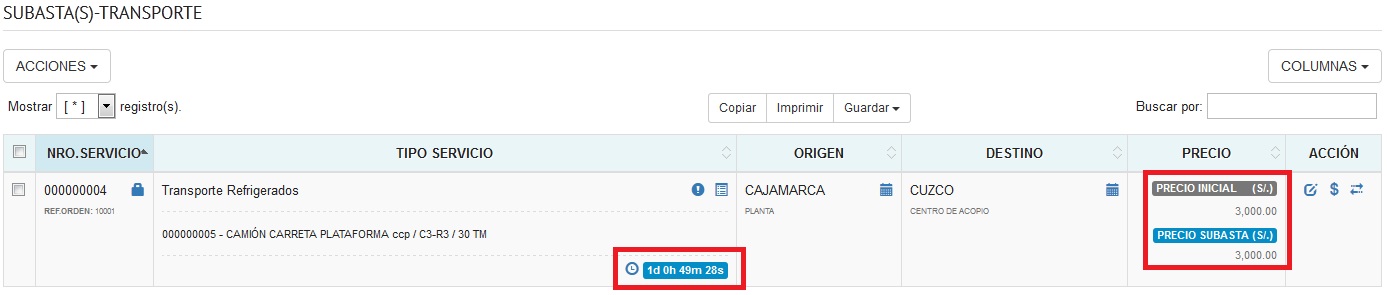 SUBASTA(S)-TRANSPORTE
ACCIONES
COLUMNAS
Mostrar [ * ] registro(s).
Copiar Imprimir Guardar
Buscar por:
NRO.SERVICIO TIPO SERVICIO ORIGEN DESTINO PRECIO ACCIÓN
000000004 Transporte Refrigerados CAJAMARCA CUZCO PRECIO INICIAL (S/.)
REF.ORDEN: 10001 PLANTA CENTRO DE ACOPIO 3,000.00
000000005 - CAMIÓN CARRETA PLATAFORMA ccp / C3-R3 / 30 TM PRECIO SUBASTA (S/.)
3,000.00
1d 0h 49m 28s